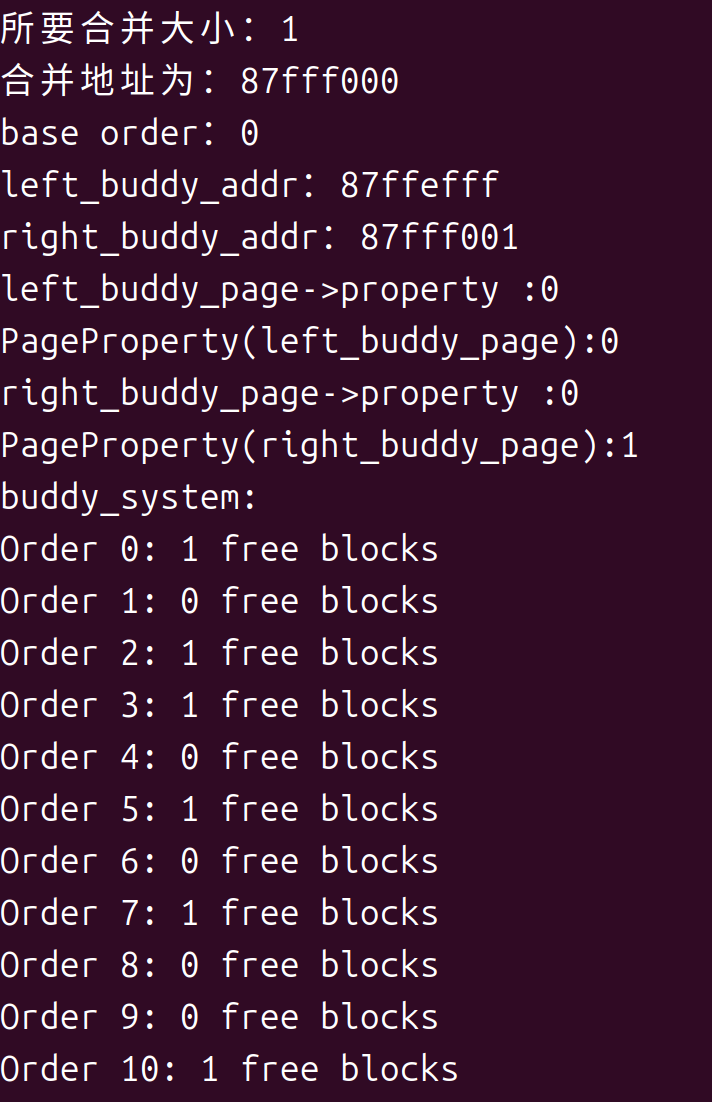 所要合并大小：1
合并地址为：87fff000
base order：0
left_buddy_addr：87ffefff
right_buddy_addr：87fff001
left_buddy_page->property :0
PageProperty(left_buddy_page):0
right_buddy_page->property :0
PageProperty(right_buddy_page):1
buddy_system:
Order 0: 1 free blocks
Order 1: 0 free blocks
Order 2: 1 free blocks
Order 3: 1 free blocks
Order 4: 0 free blocks
Order 5: 1 free blocks
Order 6: 0 free blocks
Order 7: 1 free blocks
Order 8: 0 free blocks
Order 9: 0 free blocks
Order 10: 1 free blocks